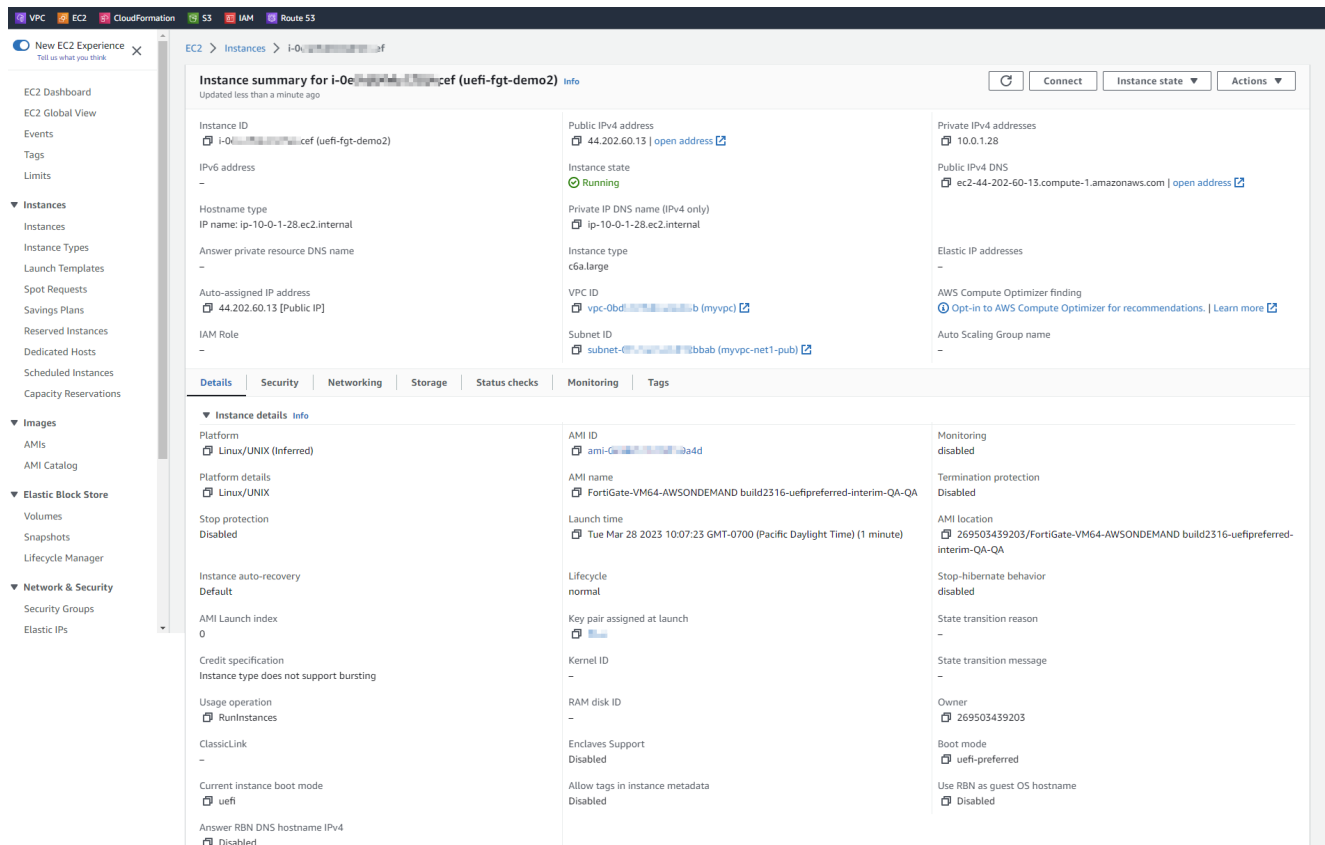 VPC EC2 CloudFormation S3 IAM Route 53
New EC2 Experience
Tell us what you think
EC2 Dashboard
EC2 Global View
Events
Tags
Limits
Instances
Instances
Instance Types
Launch Templates
Spot Requests
Savings Plans
Reserved Instances
Dedicated Hosts
Scheduled Instances
Capacity Reservations
Images
AMIs
AMI Catalog
Elastic Block Store
Volumes
Snapshots
Lifecycle Manager
Network & Security
Security Groups
Elastic IPs
EC2 > Instances > i-0 ef
Instance summary for i-0e cef (uefi-fgt-demo2) Info
Updated less than a minute ago
Connect
Instance state
Actions
Instance ID
i-0 cef (uefi-fgt-demo2)
Public IPv4 address
44.202.60.13 | open address
Private IPv4 addresses
10.0.1.28
IPv6 address
–
Instance state
Running
Public IPv4 DNS
ec2-44-202-60-13.compute-1.amazonaws.com | open address
Hostname type
IP name: ip-10-0-1-28.ec2.internal
Private IP DNS name (IPv4 only)
ip-10-0-1-28.ec2.internal
Answer private resource DNS name
–
Instance type
c6a.large
Elastic IP addresses
–
Auto-assigned IP address
44.202.60.13 [Public IP]
VPC ID
vpc-0bd b (myvpc)
AWS Compute Optimizer finding
Opt-in to AWS Compute Optimizer for recommendations. | Learn more
IAM Role
–
Subnet ID
subnet- bbab (myvpc-net1-pub)
Auto Scaling Group name
–
Details Security Networking Storage Status checks Monitoring Tags
Instance details Info
Platform
Linux/UNIX (Inferred)
AMI ID
ami- a4d
Monitoring
disabled
Platform details
Linux/UNIX
AMI name
FortiGate-VM64-AWSONDEMAND build2316-uefipreferred-interim-QA-QA
Termination protection
Disabled
Stop protection
Disabled
Launch time
Tue Mar 28 2023 10:07:23 GMT-0700 (Pacific Daylight Time) (1 minute)
AMI location
269503439203/FortiGate-VM64-AWSONDEMAND build2316-uefipreferred-
interim-QA-QA
Instance auto-recovery
Default
Lifecycle
normal
Stop-hibernate behavior
disabled
AMI Launch index
0
Key pair assigned at launch
State transition reason
–
Credit specification
Instance type does not support bursting
Kernel ID
–
State transition message
–
Usage operation
RunInstances
RAM disk ID
–
Owner
269503439203
ClassicLink
–
Enclaves Support
Disabled
Boot mode
uefi-preferred
Current instance boot mode
uefi
Allow tags in instance metadata
Disabled
Use RBN as guest OS hostname
Disabled
Answer RBN DNS hostname IPv4
Disabled